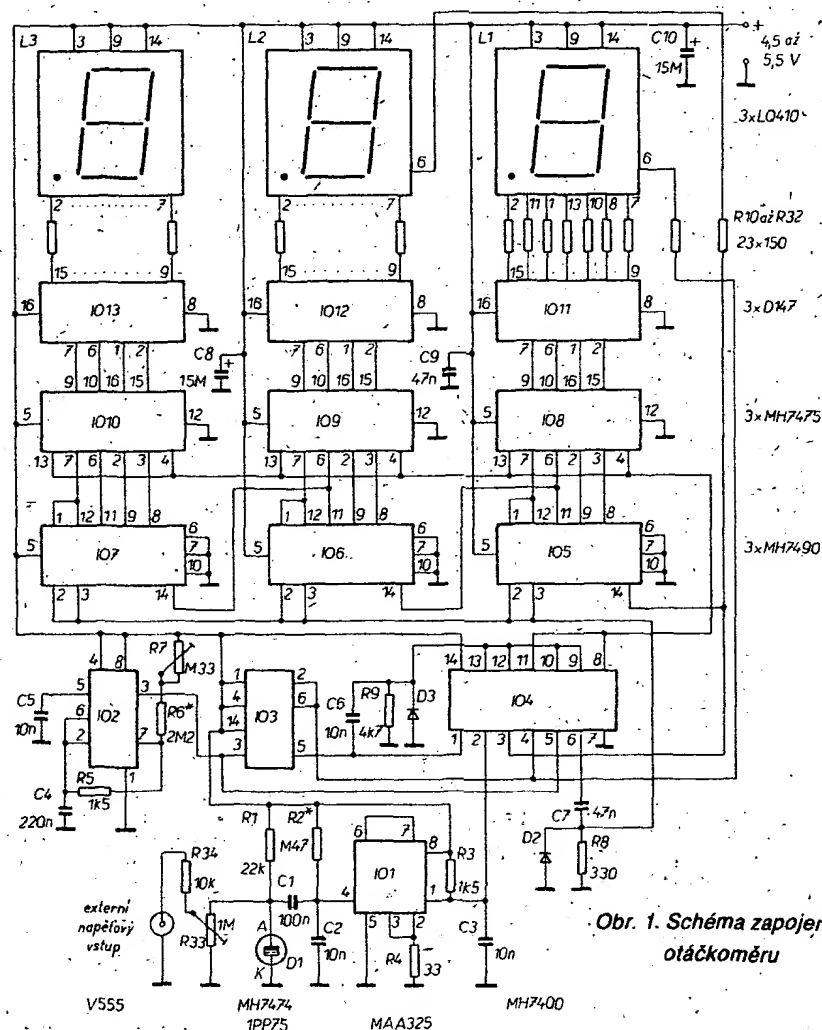 L3 3 9 14 L2 3 9 14 L1 3 9 14 C10 + +
15M 4,5 až
5,5 V
3xLQ410
6 6
2 7 2 7 2 11 1 13 10 8 7
R10 až R32
23x150
15 9 15 9 15 9
16 IO13 8 16 IO12 8 16 IO11 8 3xD147
7 6 1 2 C8 + 7 6 1 2 C9 7 6 1 2
9 10 16 15 15M 9 10 16 15 47n 9 10 16 15
5 IO10 12 5 IO9 12 5 IO8 12 3xMH7475
13 7 6 2 3 4 13 7 6 2 3 4 13 7 6 2 3 4
1 12 11 9 8 1 12 11 9 8 1 12 11 9 8
5 IO7 6 7 10 5 IO6 6 7 10 5 IO5 6 7 10 3xMH7490
2 3 14 2 3 14 2 3 14
R7
M33
4 8 14 13 12 11 10 9 8
C5 10n 5 IO2 3 R6* 2M2 1 IO3 2 C6 10n R9 4k7 D3 IO4
6 7 4 6
2 1 14 5 1 2 3 4 5 6 7
3
R5
1k5
C4
220n
C7 47n
R1 R2* 6 7 8 R3 D2 R8
22k M47 IO1 1k5 330
R34
10k
externí
napěťový
vstup
R33 1M
C1
100n
4 1
A D1 K
C2
10n
5 3 2
R4
33
C3
10n
Obr. 1. Schéma zapojer
otáčkoměru
V555 MH7474 MAA325 MH7400
1PP75